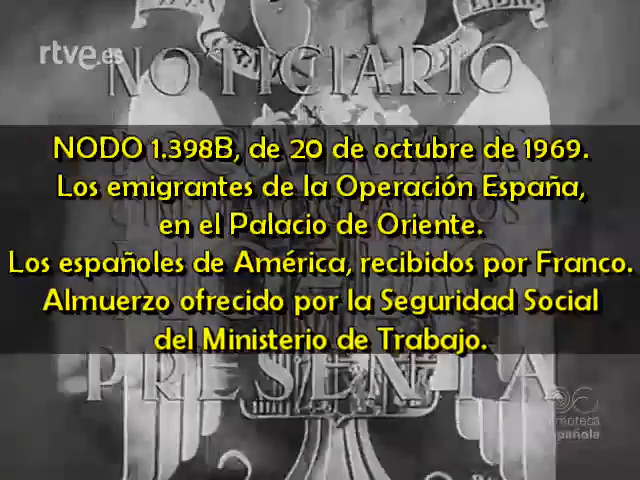 rtve.es
NOTICIARIO
NODO 1.398B, de 20 de octubre de 1969.
Los emigrantes de la Operación España,
en el Palacio de Oriente.
Los españoles de América, recibidos por Franco.
Almuerzo ofrecido por la Seguridad Social
del Ministerio de Trabajo.
PRESENTA